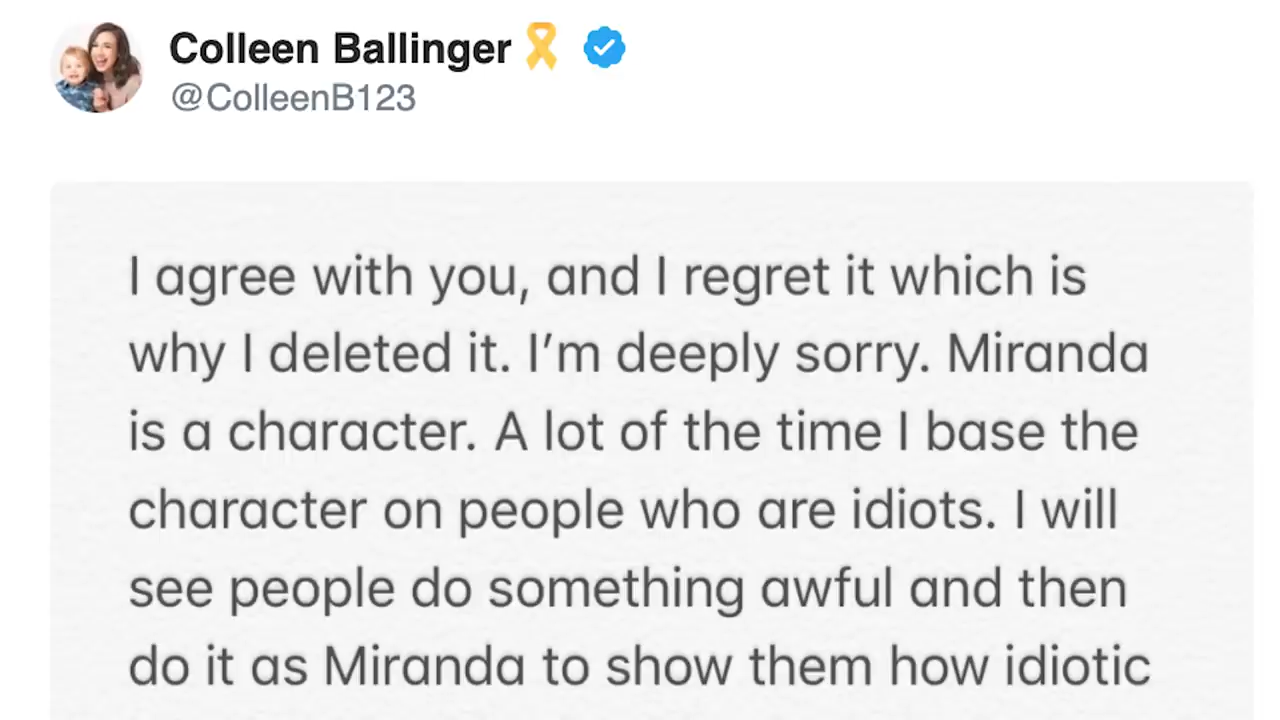 Colleen Ballinger🎗
@ColleenB123
I agree with you, and I regret it which is
why I deleted it. I’m deeply sorry. Miranda
is a character. A lot of the time I base the
character on people who are idiots. I will
see people do something awful and then
do it as Miranda to show them how idiotic